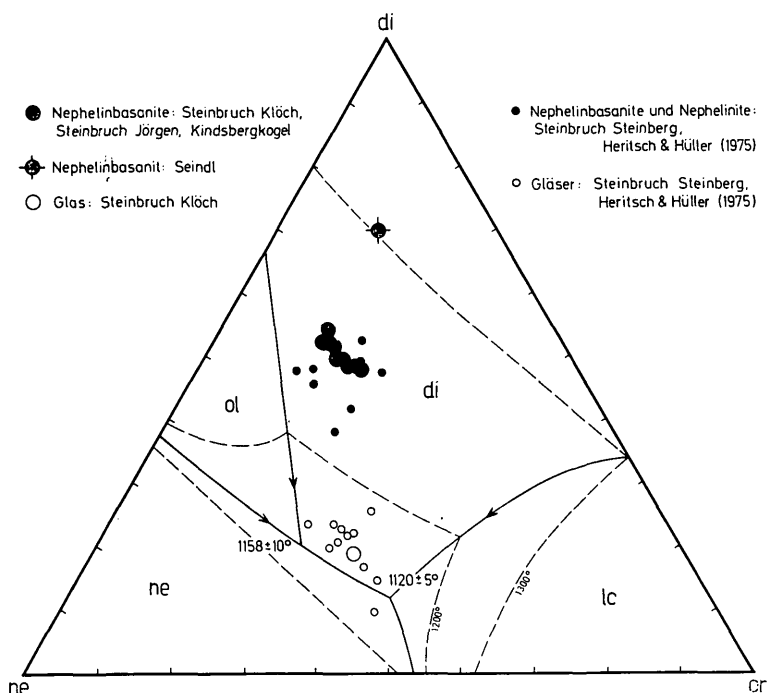 di
Nephelinbasanite: Steinbruch Klöch,
Steinbruch Jörgen, Kindsbergkogel
Nephelinbasanit: Seindl
Glas: Steinbruch Klöch
Nephelinbasanite und Nephelinite:
Steinbruch Steinberg,
Heritsch & Hüller (1975)
Gläser: Steinbruch Steinberg,
Heritsch & Hüller (1975)
ol
di
1158±10°
1120±5°
1200°
1300°
ne
lc
ne
cr